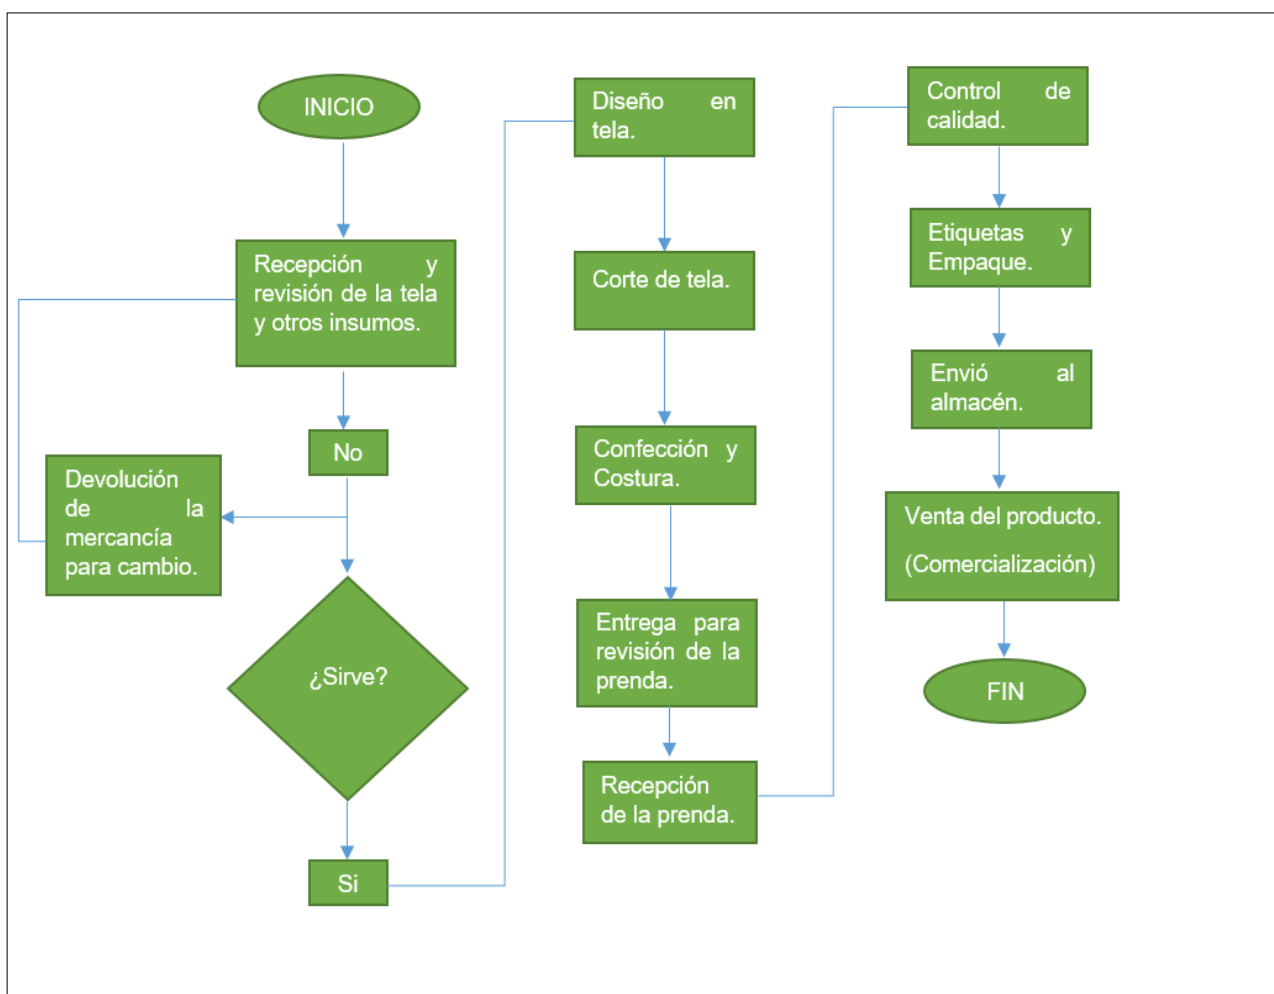 INICIO
Recepción y
revisión de la tela
y otros insumos.
No
Devolución
de la
mercancía
para cambio.
¿Sirve?
Si
Diseño en
tela.
Corte de tela.
Confección y
Costura.
Entrega para
revisión de la
prenda.
Recepción
de la prenda.
Control de
calidad.
Etiquetas y
Empaque.
Envió al
almacén.
Venta del producto.
(Comercialización)
FIN